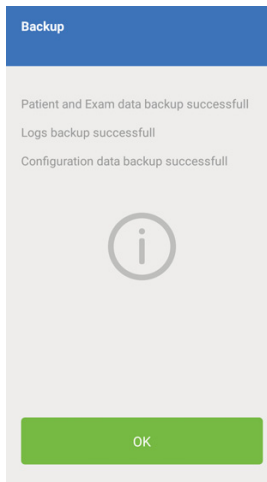 Backup
Patient and Exam data backup successfull
Logs backup successfull
Configuration data backup successfull
i
OK